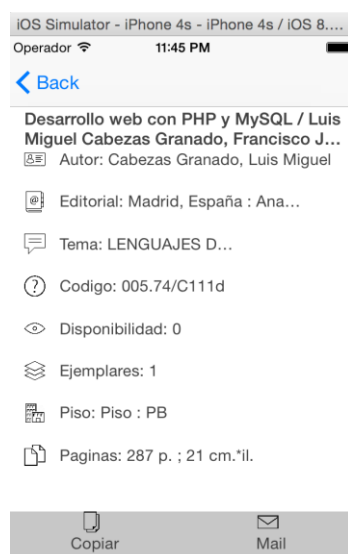 iOS Simulator - iPhone 4s - iPhone 4s / iOS 8....
Operador 11:45 PM
Back
Desarrollo web con PHP y MySQL / Luis
Miguel Cabezas Granado, Francisco J...
Autor: Cabezas Granado, Luis Miguel
Editorial: Madrid, España : Ana...
Tema: LENGUAJES D...
Codigo: 005.74/C111d
Disponibilidad: 0
Ejemplares: 1
Piso: Piso : PB
Paginas: 287 p. ; 21 cm.*il.
Copiar Mail